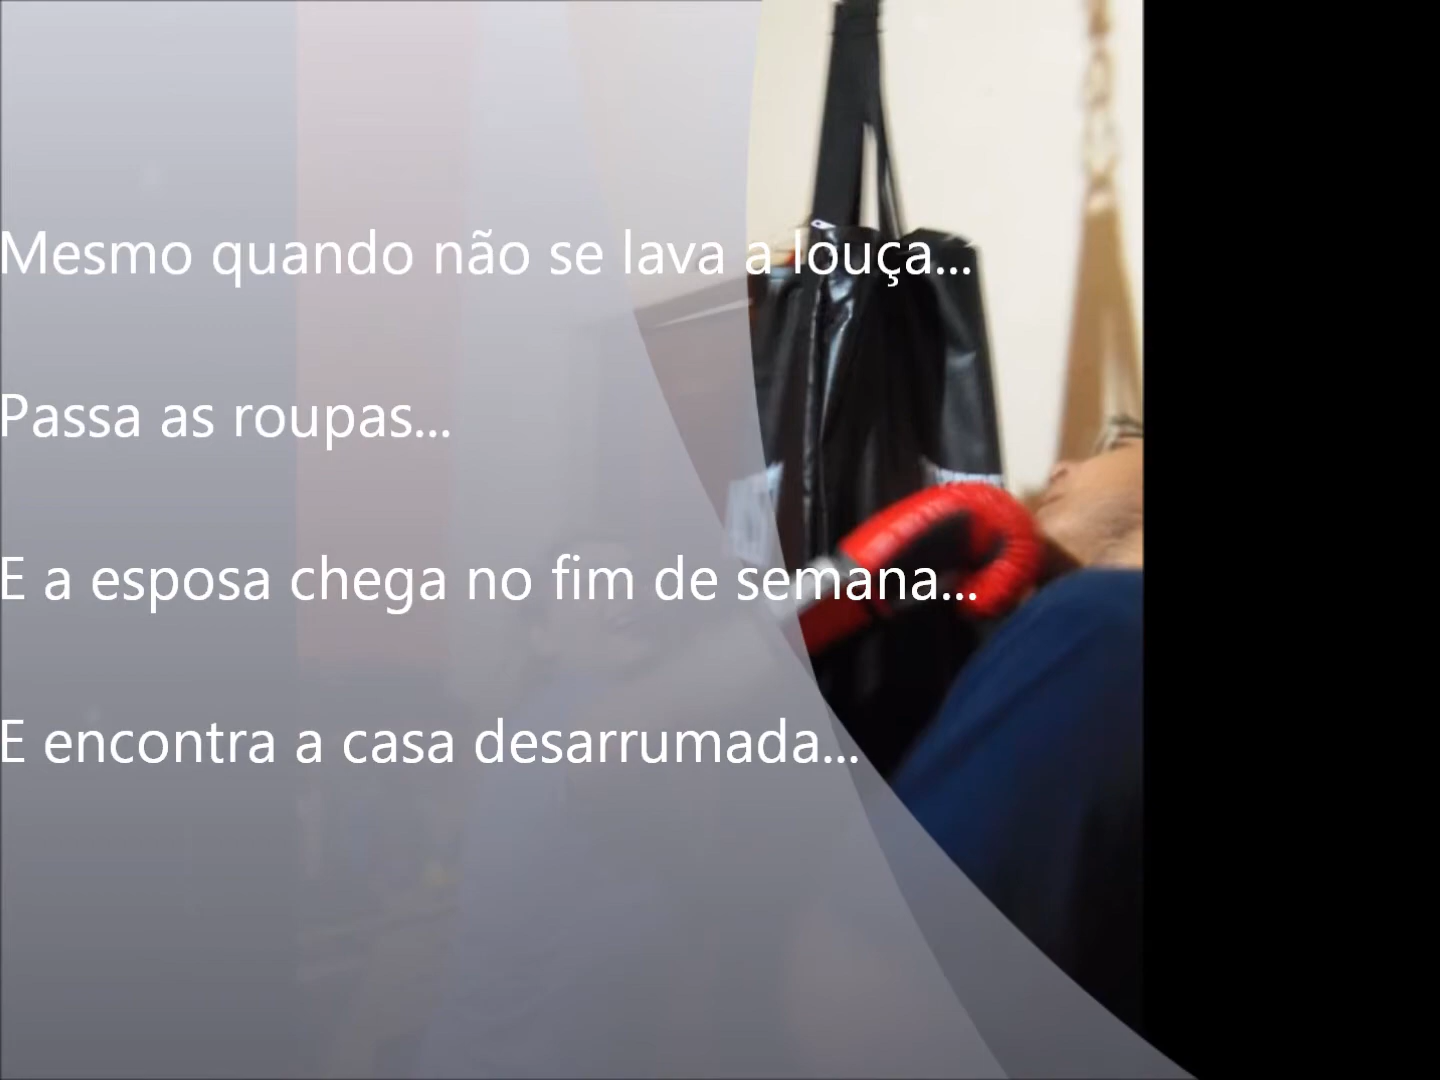 Mesmo quando não se lava a louça...
Passa as roupas...
E a esposa chega no fim de semana...
E encontra a casa desarrumada...